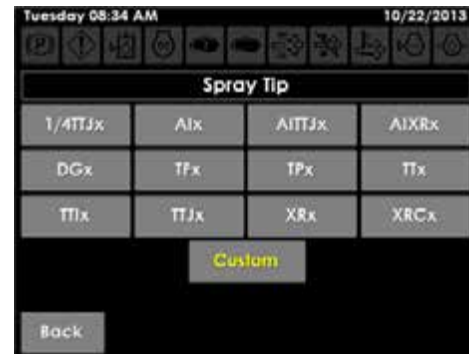 Tuesday 08:34 AM 10/22/2013
Spray Tip
1/4TTJx AIx AITTJx AIXRx
DGx TFx TPx TTx
TTIx TTJx XRx XRCx
Custom
Back